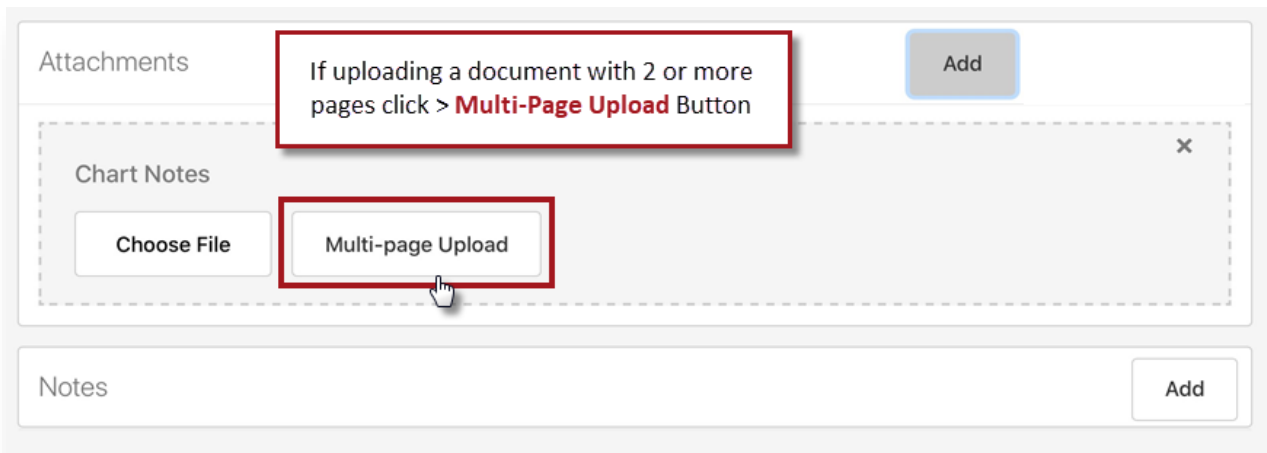 Attachments
If uploading a document with 2 or more
pages click > Multi-Page Upload Button
Add
×
Chart Notes
Choose File
Multi-page Upload
Notes
Add